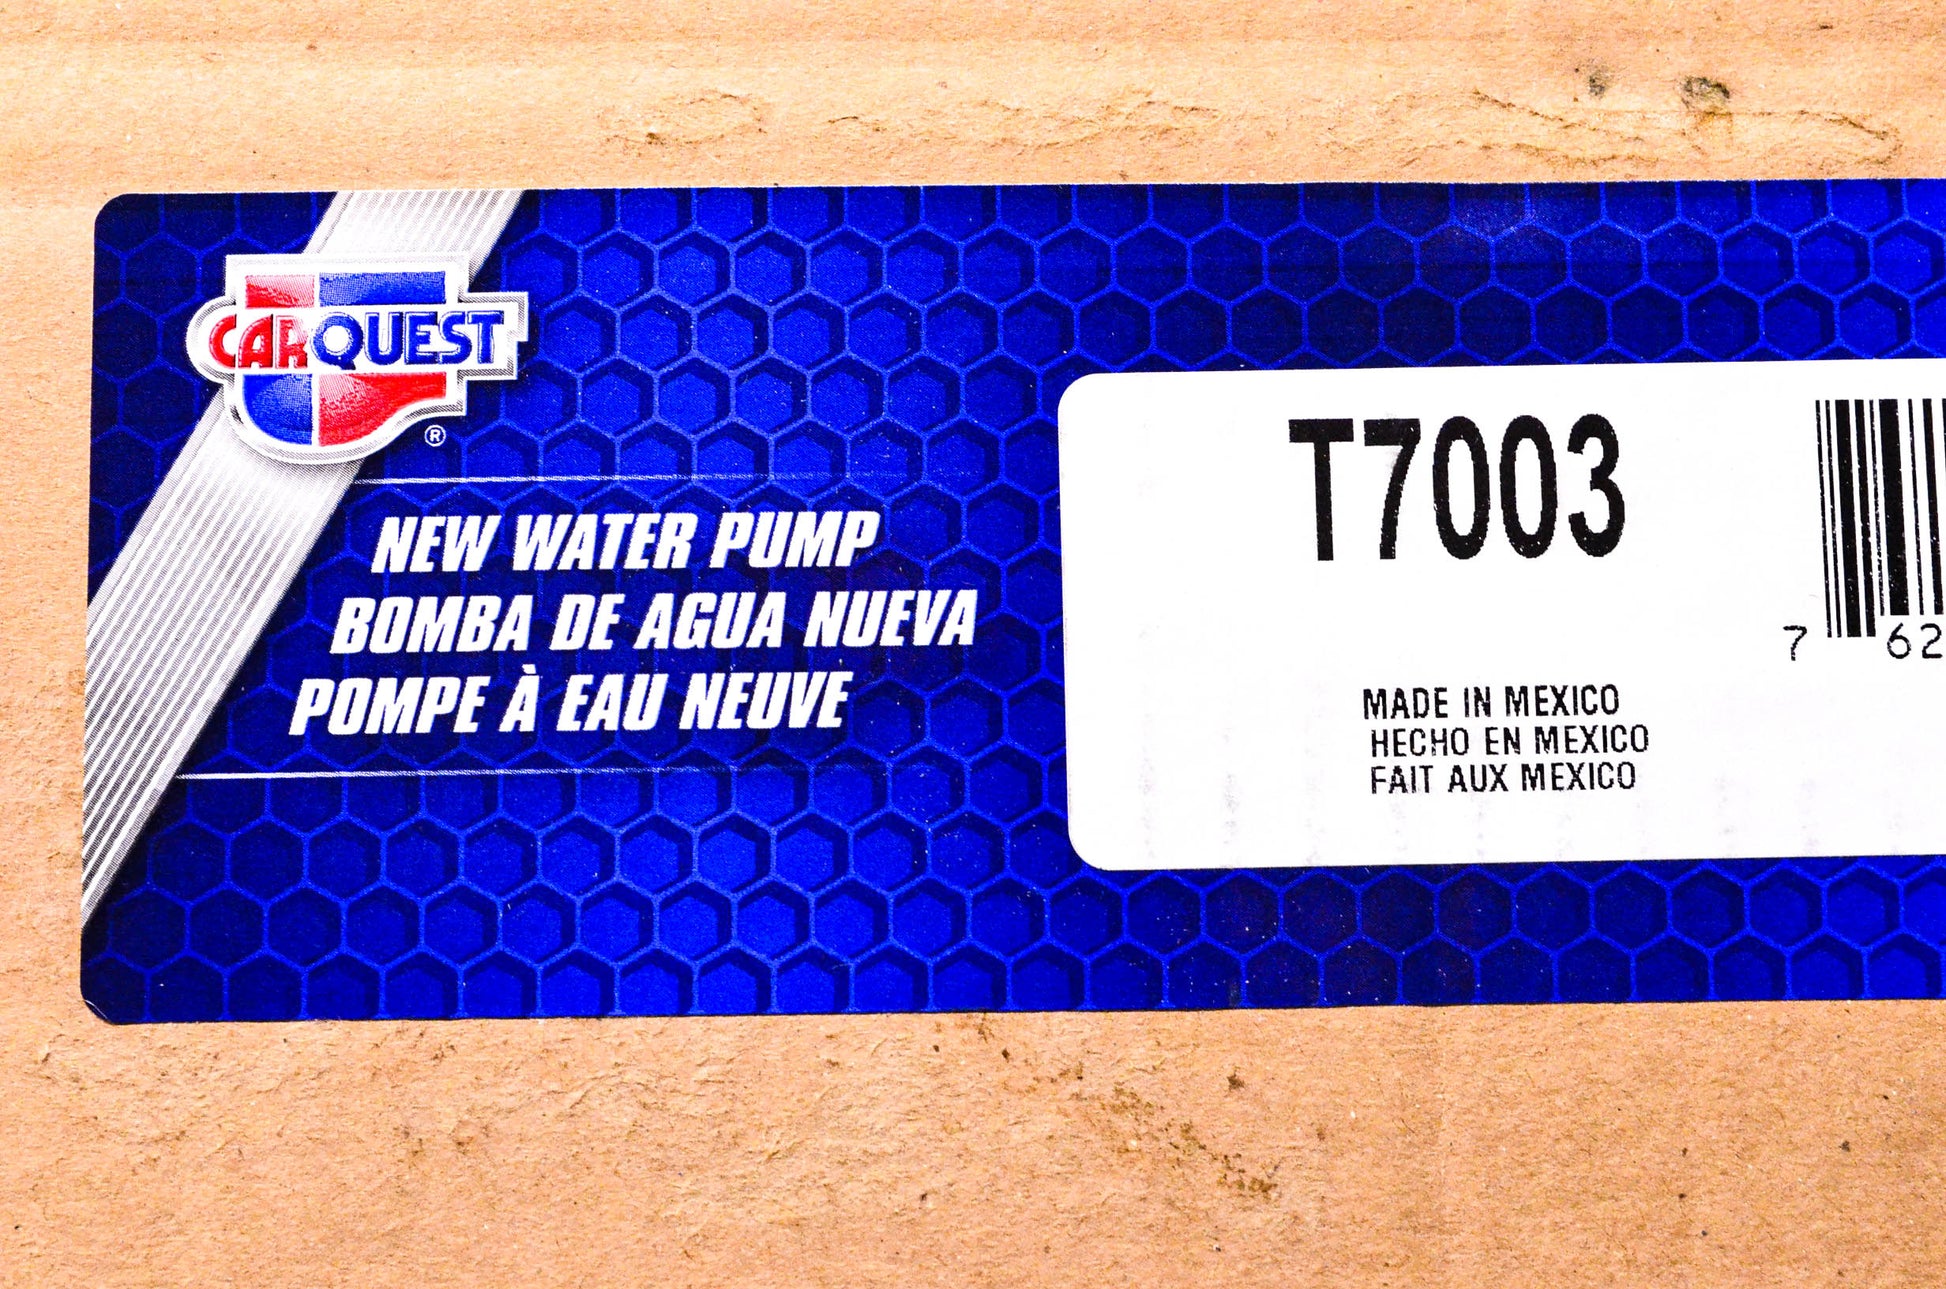 CARQUEST
®
NEW WATER PUMP
BOMBA DE AGUA NUEVA
POMPE À EAU NEUVE
T7003
7 62
MADE IN MEXICO
HECHO EN MEXICO
FAIT AUX MEXICO